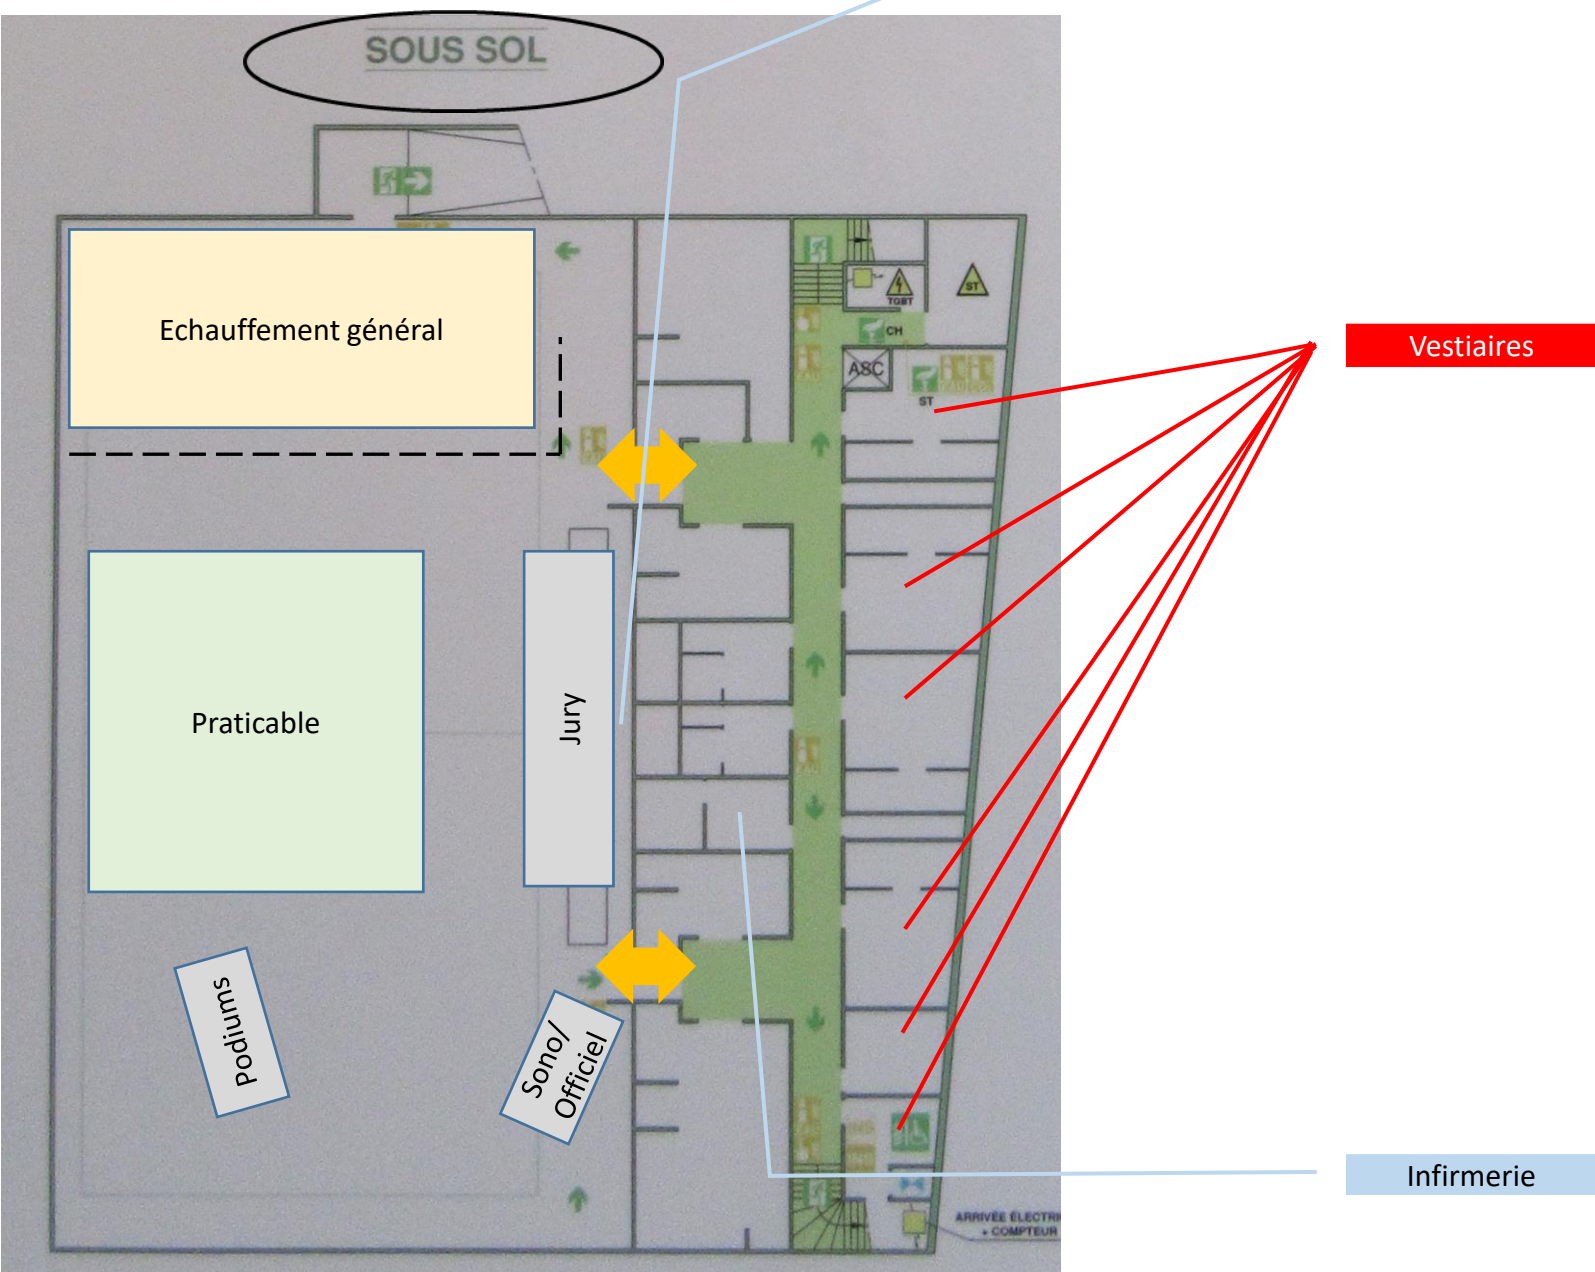 SOUS SOL
Echauffement général
TGBT
ST
CH
ASC
ST
Vestiaires
Praticable
Jury
Podiums
Sono/
Officiel
Infirmerie
ARRIVÉE ÉLECTRI
+ COMPTEUR